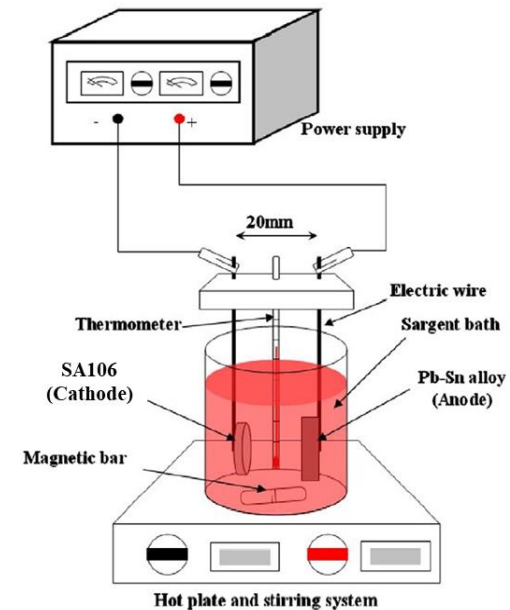 - +
Power supply
20mm
Electric wire
Thermometer
Sargent bath
SA106
(Cathode)
Pb-Sn alloy
(Anode)
Magnetic bar
Hot plate and stirring system